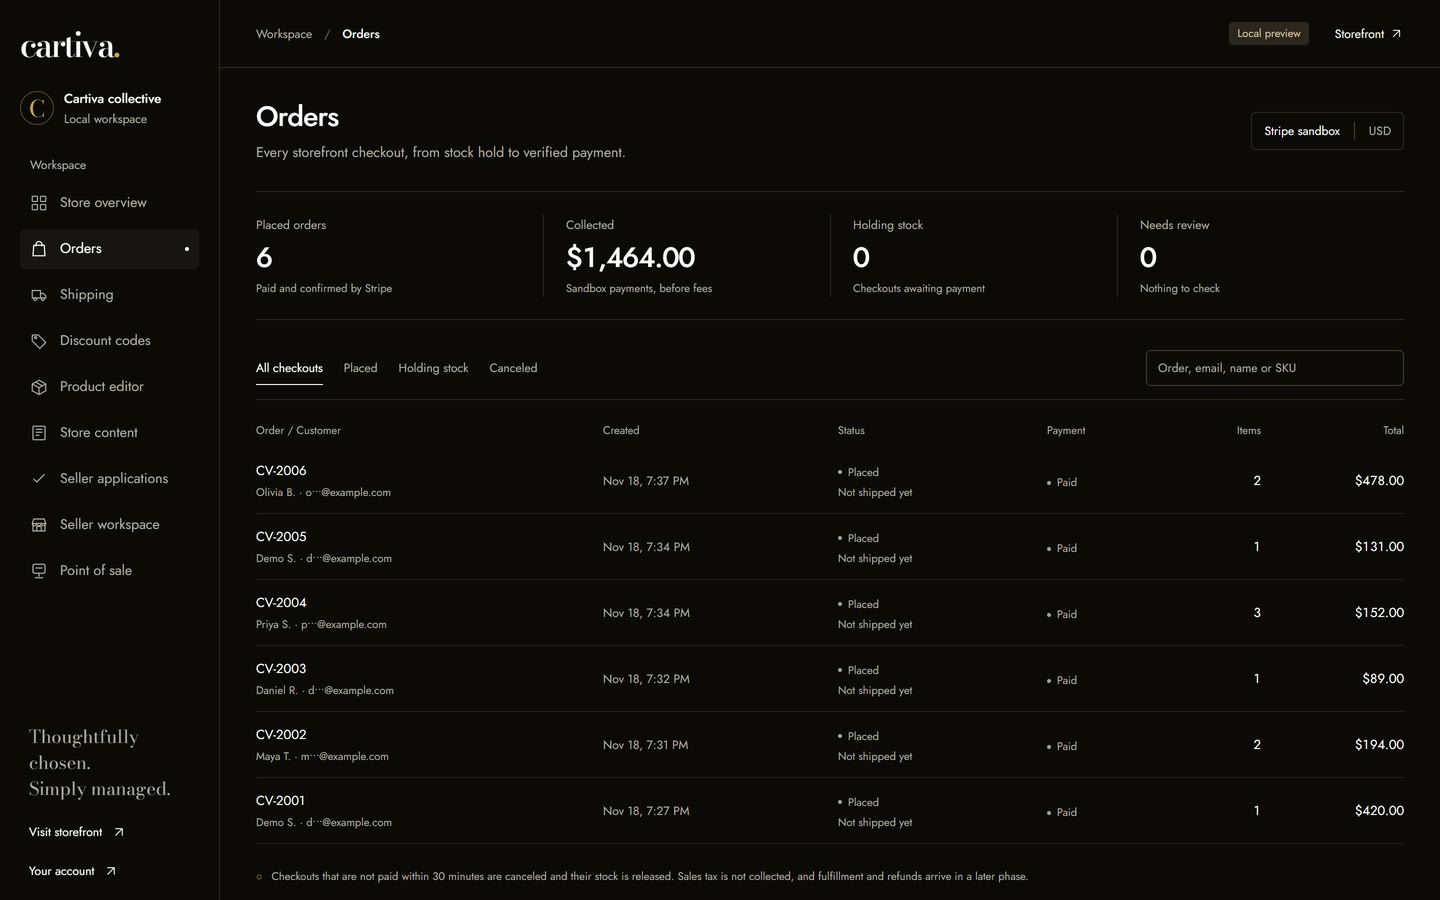 cartiva.
C
Cartiva collective
Local workspace
Workspace
Store overview
Orders
Shipping
Discount codes
Product editor
Store content
Seller applications
Seller workspace
Point of sale
Thoughtfully
chosen.
Simply managed.
Visit storefront
Your account
Workspace / Orders
Local preview
Storefront
Orders
Every storefront checkout, from stock hold to verified payment.
Stripe sandbox | USD
Placed orders
6
Paid and confirmed by Stripe
Collected
$1,464.00
Sandbox payments, before fees
Holding stock
0
Checkouts awaiting payment
Needs review
0
Nothing to check
All checkouts Placed Holding stock Canceled
Order, email, name or SKU
Order / Customer Created Status Payment Items Total
CV-2006
Olivia B. · o···@example.com
Nov 18, 7:37 PM
Placed
Not shipped yet
Paid
2
$478.00
CV-2005
Demo S. · d···@example.com
Nov 18, 7:34 PM
Placed
Not shipped yet
Paid
1
$131.00
CV-2004
Priya S. · p···@example.com
Nov 18, 7:34 PM
Placed
Not shipped yet
Paid
3
$152.00
CV-2003
Daniel R. · d···@example.com
Nov 18, 7:32 PM
Placed
Not shipped yet
Paid
1
$89.00
CV-2002
Maya T. · m···@example.com
Nov 18, 7:31 PM
Placed
Not shipped yet
Paid
2
$194.00
CV-2001
Demo S. · d···@example.com
Nov 18, 7:27 PM
Placed
Not shipped yet
Paid
1
$420.00
Checkouts that are not paid within 30 minutes are canceled and their stock is released. Sales tax is not collected, and fulfillment and refunds arrive in a later phase.